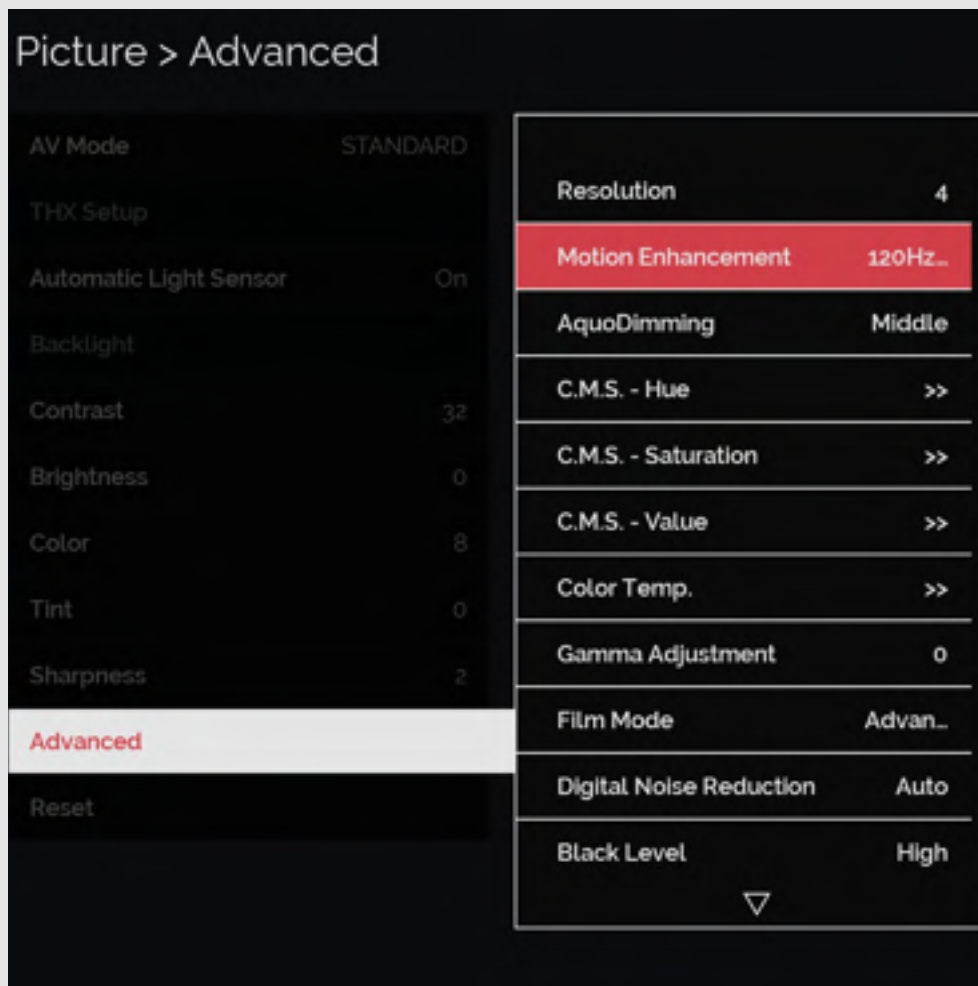 Picture > Advanced
AV Mode STANDARD
THX Setup
Automatic Light Sensor On
Backlight
Contrast 32
Brightness 0
Color 8
Tint 0
Sharpness 2
Advanced
Reset
Resolution 4
Motion Enhancement 120Hz...
AquoDimming Middle
C.M.S. - Hue >>
C.M.S. - Saturation >>
C.M.S. - Value >>
Color Temp. >>
Gamma Adjustment 0
Film Mode Advan...
Digital Noise Reduction Auto
Black Level High